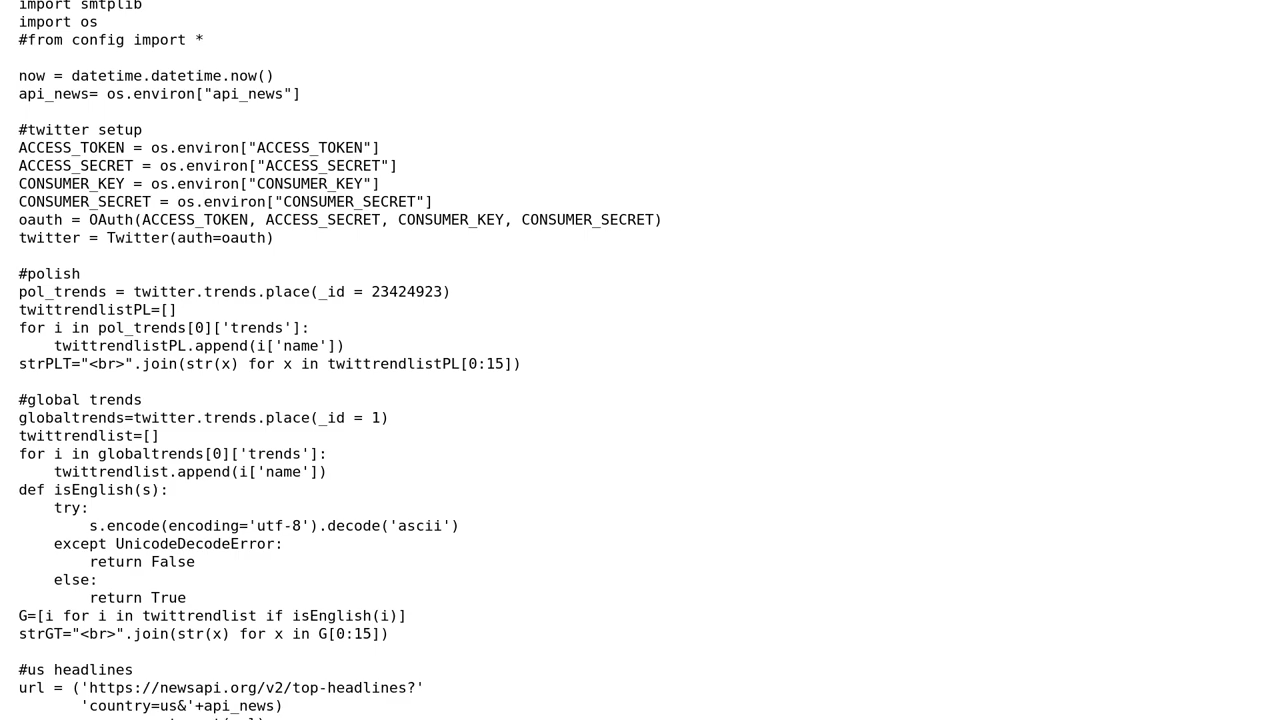 import smtplib
import os
#from config import *

now = datetime.datetime.now()
api_news= os.environ["api_news"]

#twitter setup
ACCESS_TOKEN = os.environ["ACCESS_TOKEN"]
ACCESS_SECRET = os.environ["ACCESS_SECRET"]
CONSUMER_KEY = os.environ["CONSUMER_KEY"]
CONSUMER_SECRET = os.environ["CONSUMER_SECRET"]
oauth = OAuth(ACCESS_TOKEN, ACCESS_SECRET, CONSUMER_KEY, CONSUMER_SECRET)
twitter = Twitter(auth=oauth)

#polish
pol_trends = twitter.trends.place(_id = 23424923)
twittrendlistPL=[]
for i in pol_trends[0]['trends']:
    twittrendlistPL.append(i['name'])
strPLT="<br>".join(str(x) for x in twittrendlistPL[0:15])

#global trends
globaltrends=twitter.trends.place(_id = 1)
twittrendlist=[]
for i in globaltrends[0]['trends']:
    twittrendlist.append(i['name'])
def isEnglish(s):
    try:
        s.encode(encoding='utf-8').decode('ascii')
    except UnicodeDecodeError:
        return False
    else:
        return True
G=[i for i in twittrendlist if isEnglish(i)]
strGT="<br>".join(str(x) for x in G[0:15])

#us headlines
url = ('https://newsapi.org/v2/top-headlines?'
       'country=us&'+api_news)